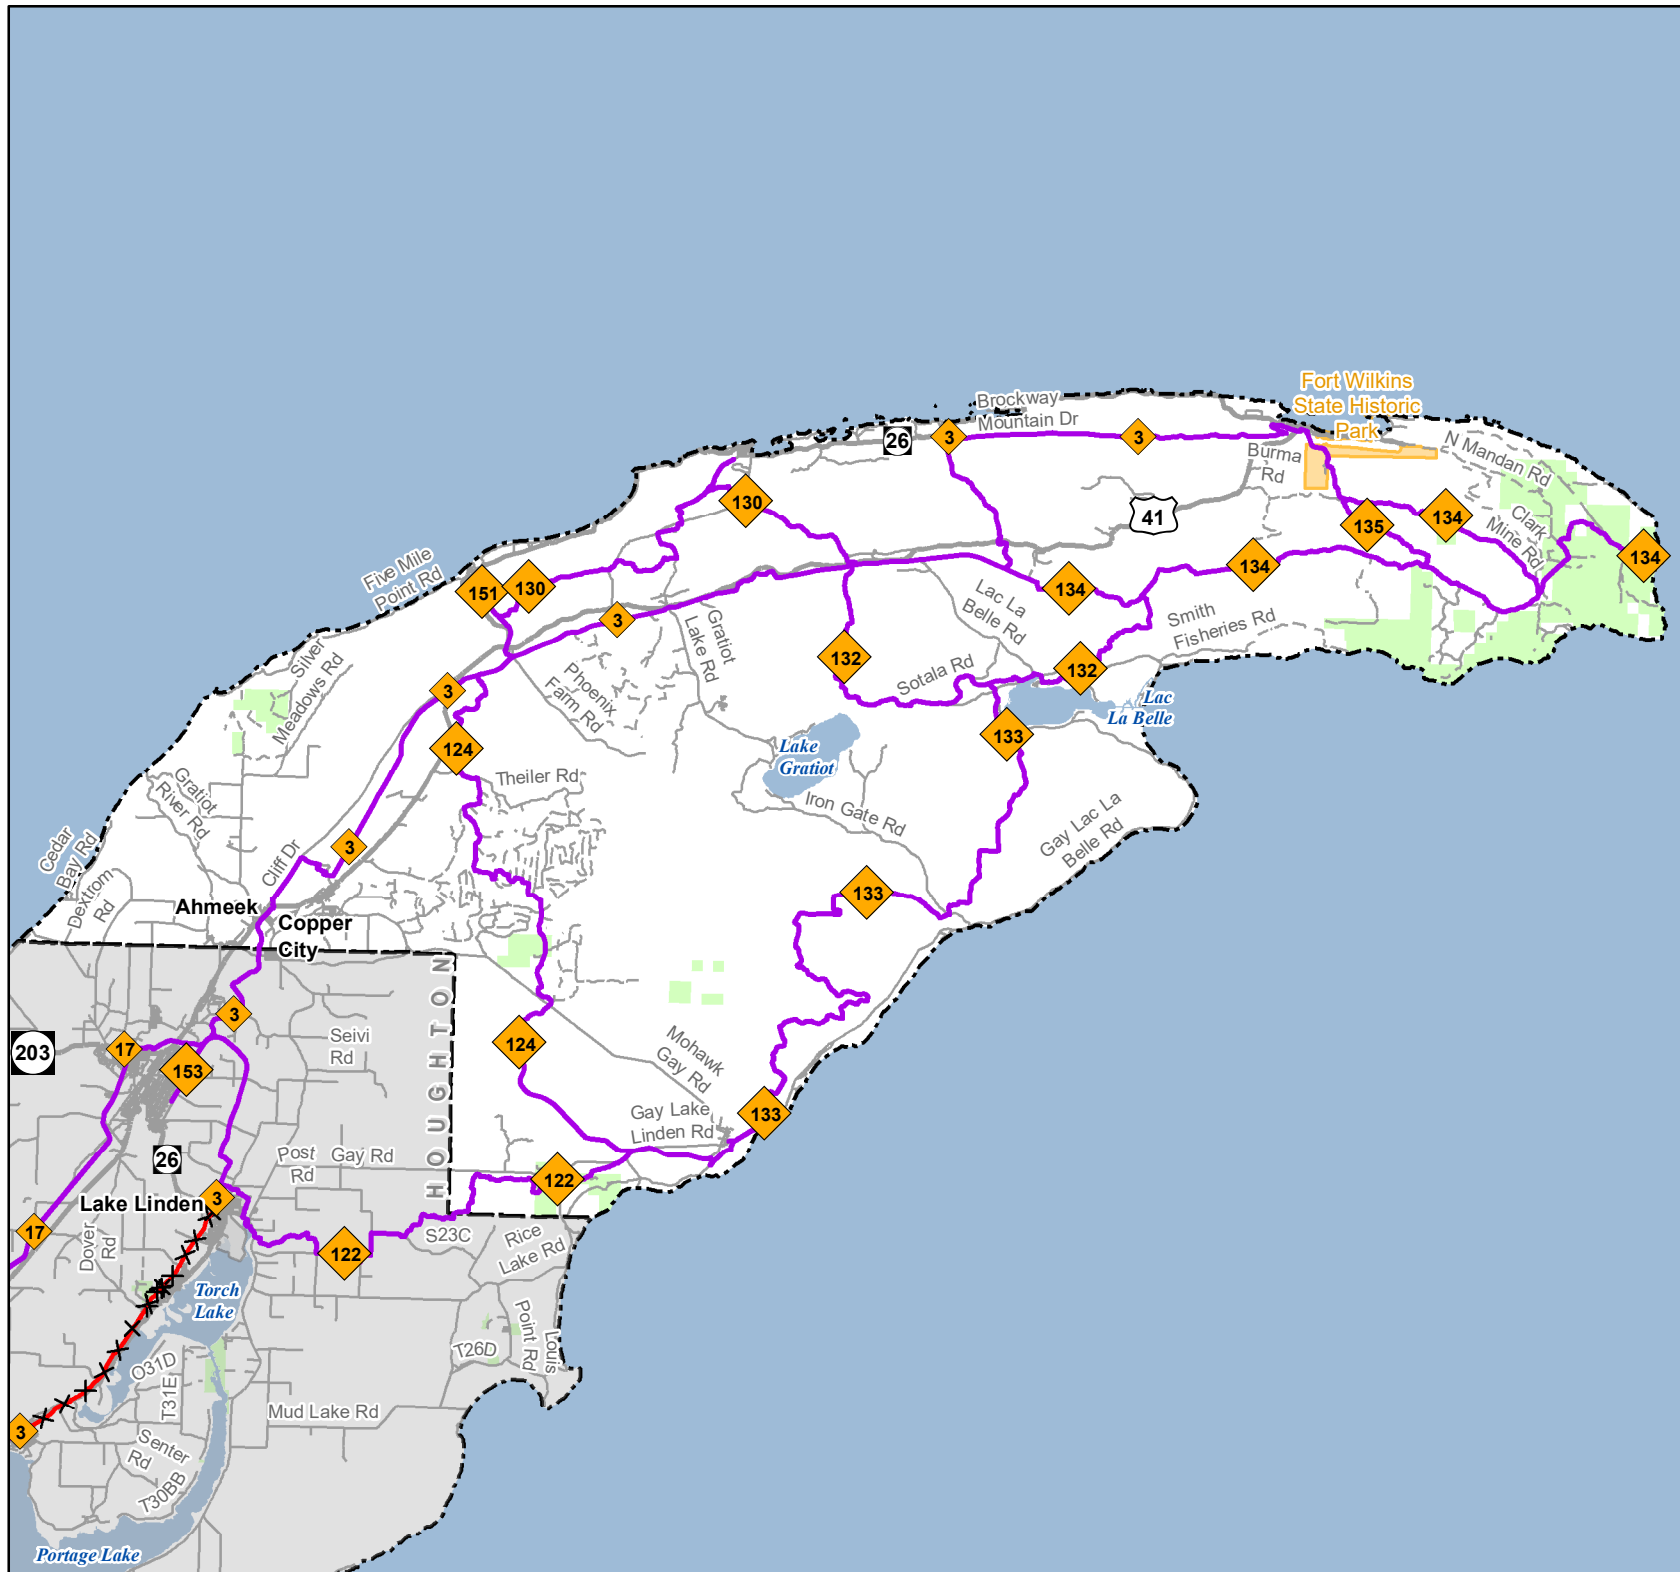 Fort Wilkins
State Historic
Park
Brockway
Mountain Dr
26
3
3
Burma
Rd
N Mandan Rd
41
130
135
134
Clark
Mine Rd
134
134
134
Five Mile
Point Rd
151
130
3
Lac La
Belle Rd
Smith
Fisheries Rd
Gratiot
Lake Rd
132
132
Sotala Rd
Silver
Meadows Rd
Phoenix
Farm Rd
3
Lac
La Belle
133
124
Lake
Gratiot
Theiler Rd
Gratiot
River Rd
Iron Gate Rd
Gay Lac La
Belle Rd
Cedar
Bay Rd
Cliff Dr
3
Dextrom
Rd
133
Ahmeek
Copper
City
HOUGHTON
3
Seivi
Rd
203
17
153
124
Mohawk
Gay Rd
Gay Lake
Linden Rd
133
26
Post
Rd
Gay Rd
122
Lake Linden
3
17
Dover
Rd
122
S23C
Rice
Lake Rd
Torch
Lake
Point Rd
Louis
T26D
O31D
T31E
Mud Lake Rd
3
Senter
Rd
T30BB
Portage Lake